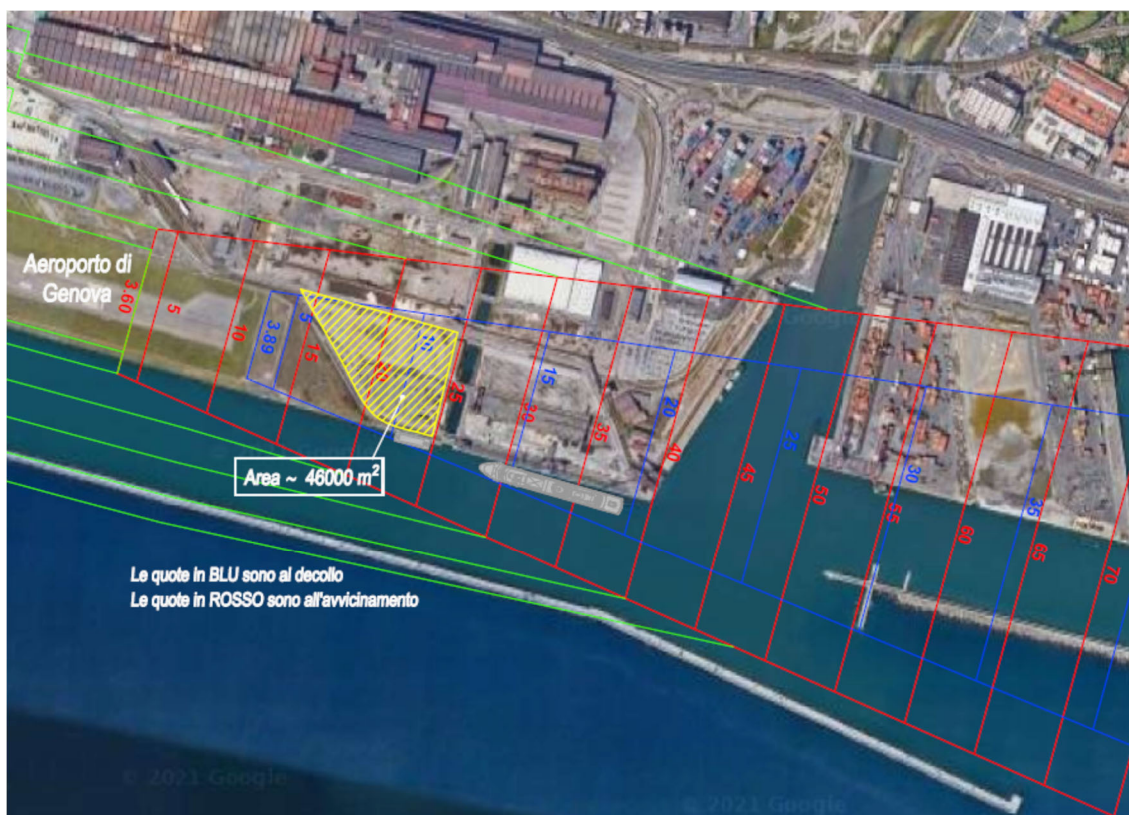 Aeroporto di
Genova
3.60
5
10
15
25
35
40
45
50
55
60
65
70
3.89
5
15
20
25
30
35
Area ~ 46000 m²
Le quote in BLU sono al decollo
Le quote in ROSSO sono all'avvicinamento
Google
© 2021 Google
© 2021 Google